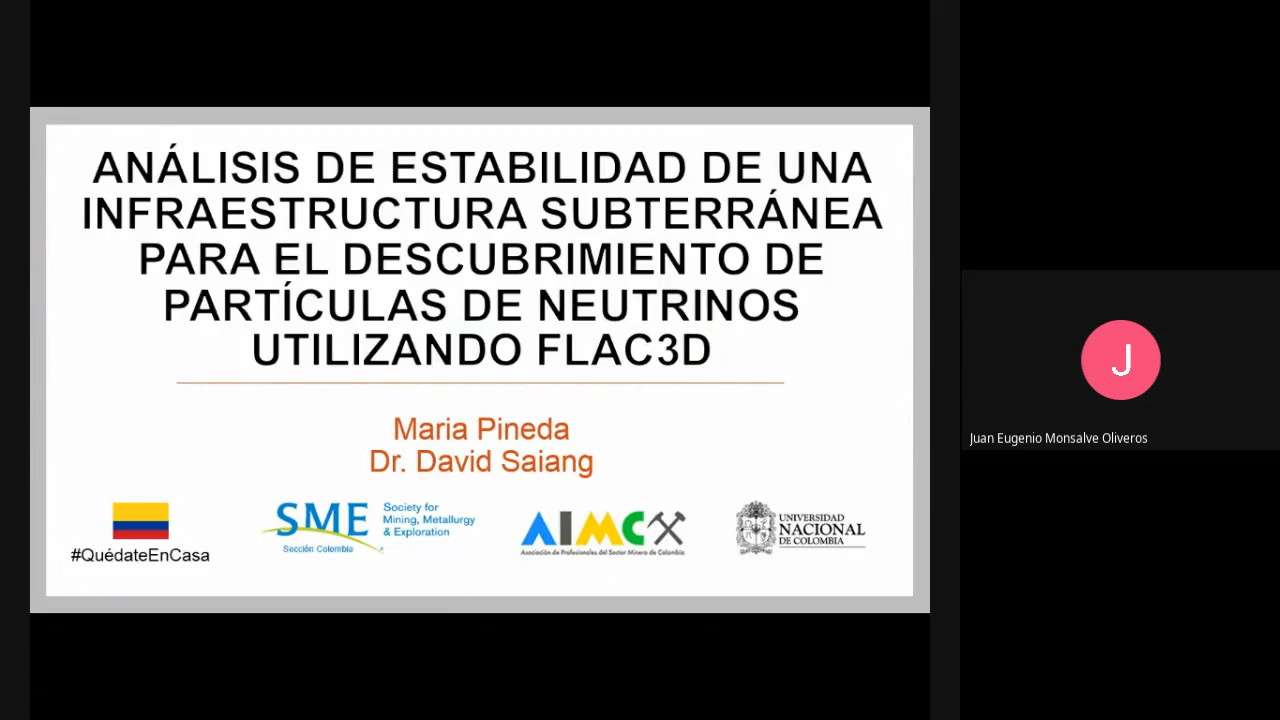 ANÁLISIS DE ESTABILIDAD DE UNA
INFRAESTRUCTURA SUBTERRÁNEA
PARA EL DESCUBRIMIENTO DE
PARTÍCULAS DE NEUTRINOS
UTILIZANDO FLAC3D
Maria Pineda
Dr. David Saiang
#QuédateEnCasa
SME
Society for
Mining, Metallurgy
& Exploration
Sección Colombia
AIMC
Asociación de Profesionales del Sector Minero de Colombia
UNIVERSIDAD
NACIONAL
DE COLOMBIA
J
Juan Eugenio Monsalve Oliveros